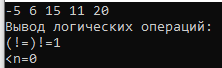 -5 6 15 11 20
Вывод логических операций:
(!=)!=1
<n=0